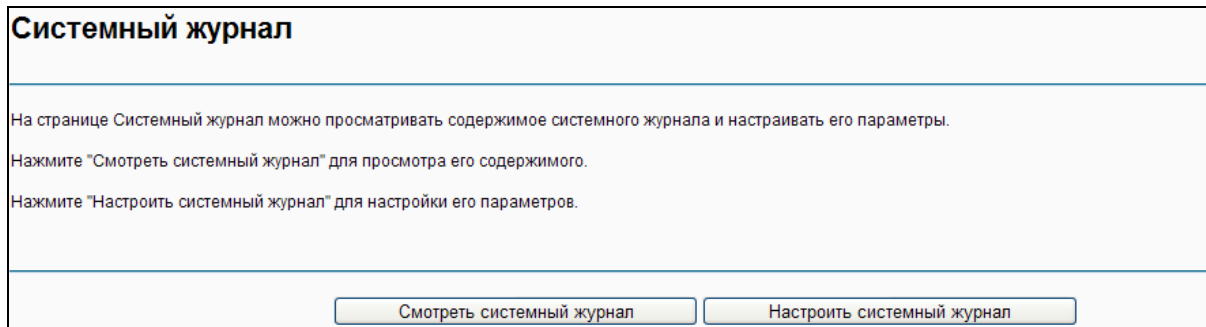 Системный журнал
На странице Системный журнал можно просматривать содержимое системного журнала и настраивать его параметры.
Нажмите "Смотреть системный журнал" для просмотра его содержимого.
Нажмите "Настроить системный журнал" для настройки его параметров.
Смотреть системный журнал
Настроить системный журнал